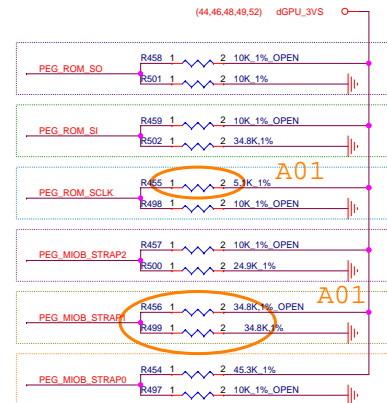 (44,46,48,49,52) dGPU_3VS
R458 1 2 10K_1%_OPEN
PEG_ROM_SO
R501 1 2 10K_1%
R459 1 2 10K_1%_OPEN
PEG_ROM_SI
R502 1 2 34.8K,1%
A01
R455 1 2 5.1K_1%
PEG_ROM_SCLK
R498 1 2 10K_1%_OPEN
R457 1 2 10K_1%_OPEN
PEG_MIOB_STRAP2
R500 1 2 24.9K_1%
A01
R456 1 2 34.8K,1%_OPEN
PEG_MIOB_STRAP1
R499 1 2 34.8K,1%
R454 1 2 45.3K_1%
PEG_MIOB_STRAP0
R497 1 2 10K_1%_OPEN